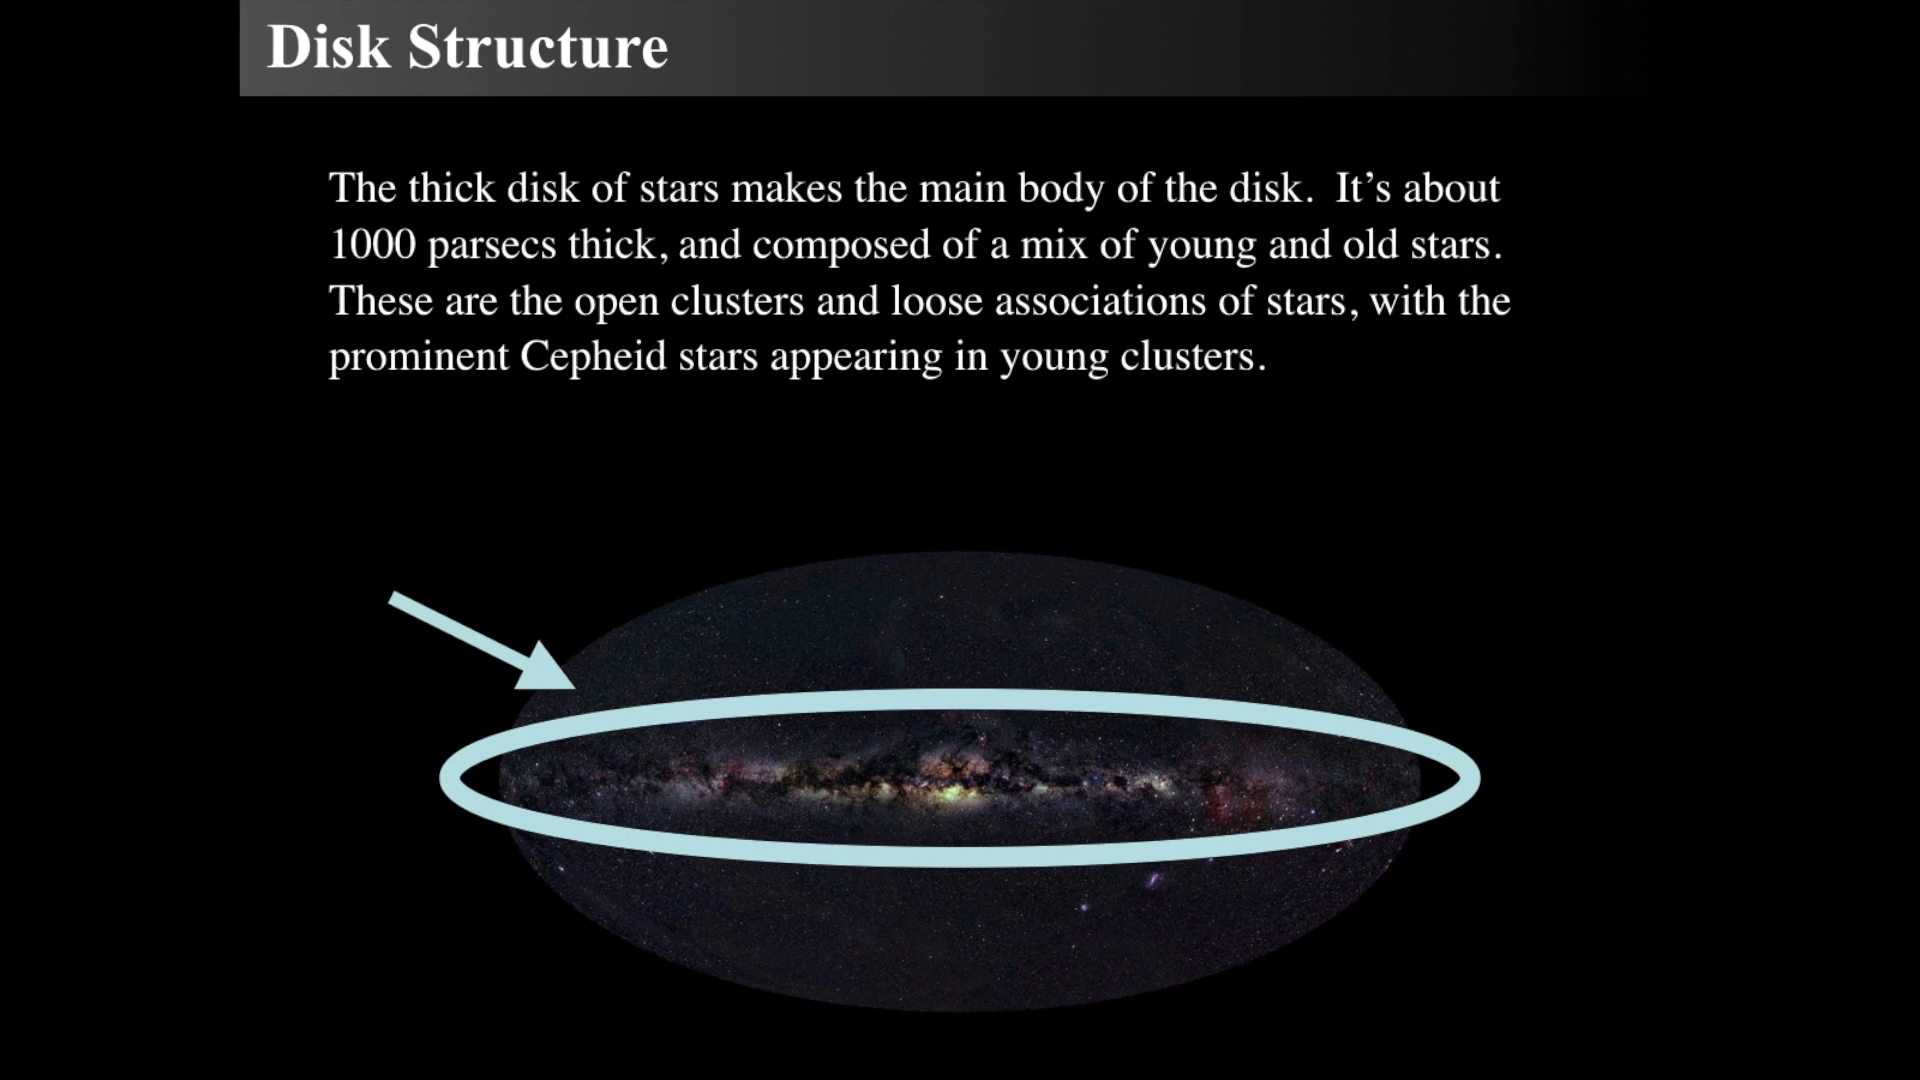 Disk Structure
The thick disk of stars makes the main body of the disk.  It’s about
1000 parsecs thick, and composed of a mix of young and old stars.
These are the open clusters and loose associations of stars, with the
prominent Cepheid stars appearing in young clusters.